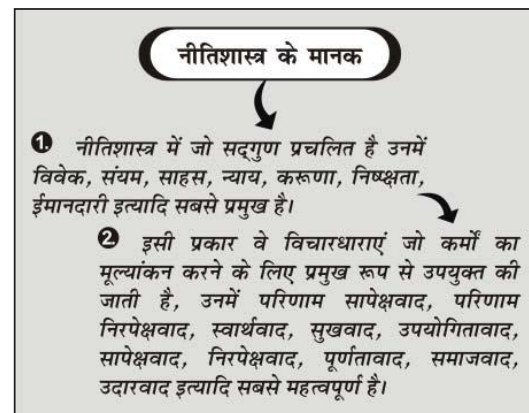 नीतिशास्त्र के मानक
1. नीतिशास्त्र में जो सद्‌गुण प्रचलित है उनमें
विवेक, संयम, साहस, न्याय, करूणा, निष्पक्षता,
ईमानदारी इत्यादि सबसे प्रमुख है।
2 इसी प्रकार वे विचारधाराएं जो कर्मों का
मूल्यांकन करने के लिए प्रमुख रूप से उपयुक्त की
जाती है, उनमें परिणाम सापेक्षवाद, परिणाम
निरपेक्षवाद, स्वार्थवाद, सुखवाद, उपयोगितावाद,
सापेक्षवाद, निरपेक्षवाद, पूर्णतावाद, समाजवाद,
उदारवाद इत्यादि सबसे महत्वपूर्ण है।